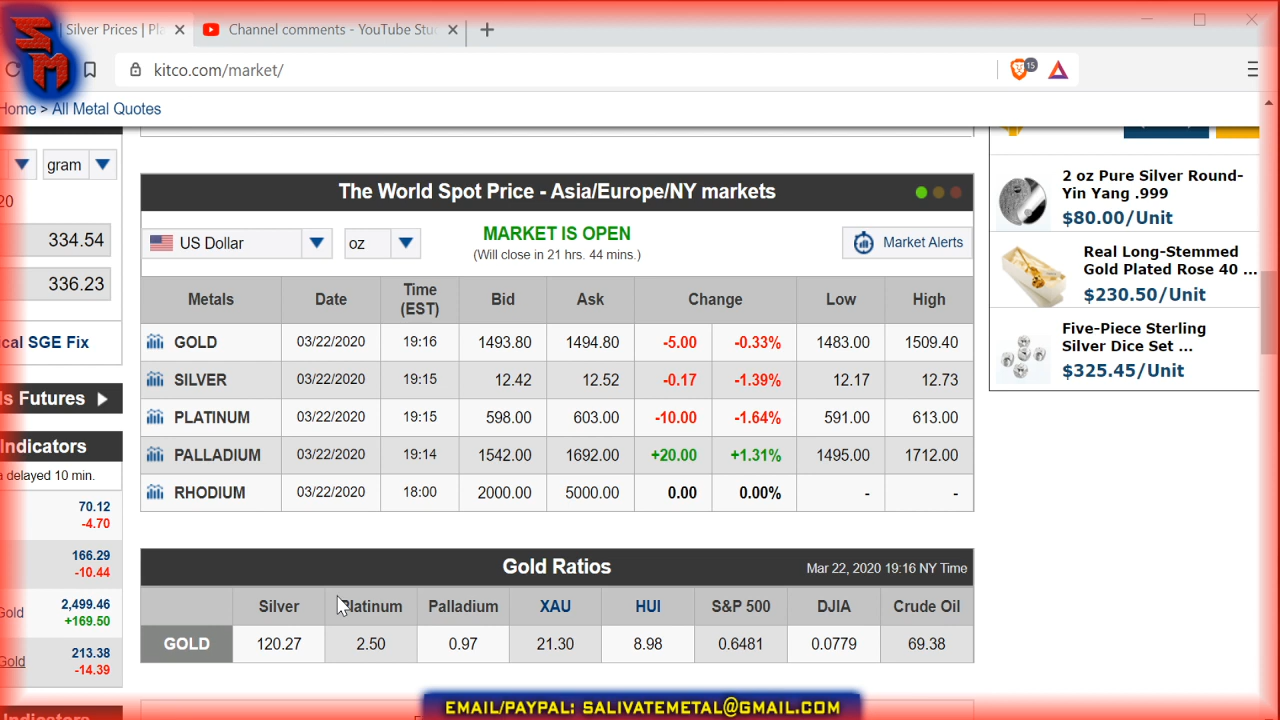 SM
Silver Prices | Pla
Channel comments - YouTube Stu
kitco.com/market/
15
Home > All Metal Quotes
gram
20
334.54
336.23
cal SGE Fix
ls Futures
Indicators
a delayed 10 min.
70.12
-4.70
166.29
-10.44
Gold
2,499.46
+169.50
Gold
213.38
-14.39
Indicators
The World Spot Price - Asia/Europe/NY markets
US Dollar
oz
MARKET IS OPEN
(Will close in 21 hrs. 44 mins.)
Market Alerts
Metals Date Time (EST) Bid Ask Change Low High
GOLD 03/22/2020 19:16 1493.80 1494.80 -5.00 -0.33% 1483.00 1509.40
SILVER 03/22/2020 19:15 12.42 12.52 -0.17 -1.39% 12.17 12.73
PLATINUM 03/22/2020 19:15 598.00 603.00 -10.00 -1.64% 591.00 613.00
PALLADIUM 03/22/2020 19:14 1542.00 1692.00 +20.00 +1.31% 1495.00 1712.00
RHODIUM 03/22/2020 18:00 2000.00 5000.00 0.00 0.00% - -
Gold Ratios
Mar 22, 2020 19:16 NY Time
Silver Platinum Palladium XAU HUI S&P 500 DJIA Crude Oil
GOLD 120.27 2.50 0.97 21.30 8.98 0.6481 0.0779 69.38
2 oz Pure Silver Round-
Yin Yang .999
$80.00/Unit
Real Long-Stemmed
Gold Plated Rose 40 ...
$230.50/Unit
Five-Piece Sterling
Silver Dice Set ...
$325.45/Unit
EMAIL/PAYPAL: SALIVATEMETAL@GMAIL.COM